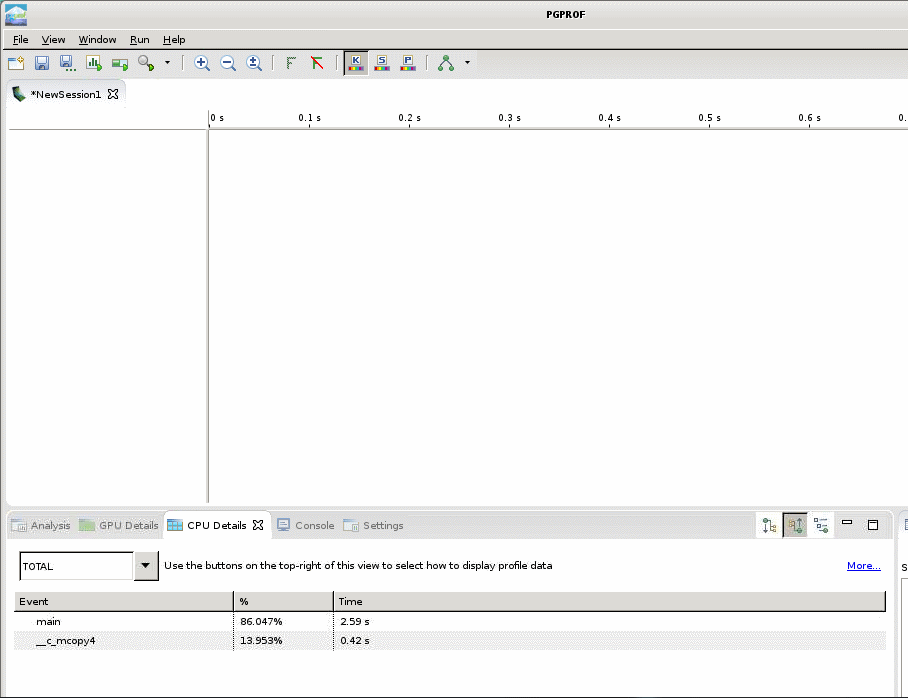 PGPROF
File View Window Run Help
K S P
*NewSession1
0 s 0.1 s 0.2 s 0.3 s 0.4 s 0.5 s 0.6 s 0.
Analysis GPU Details CPU Details Console Settings
TOTAL Use the buttons on the top-right of this view to select how to display profile data More... S
Event % Time
main 86.047% 2.59 s
__c_mcopy4 13.953% 0.42 s